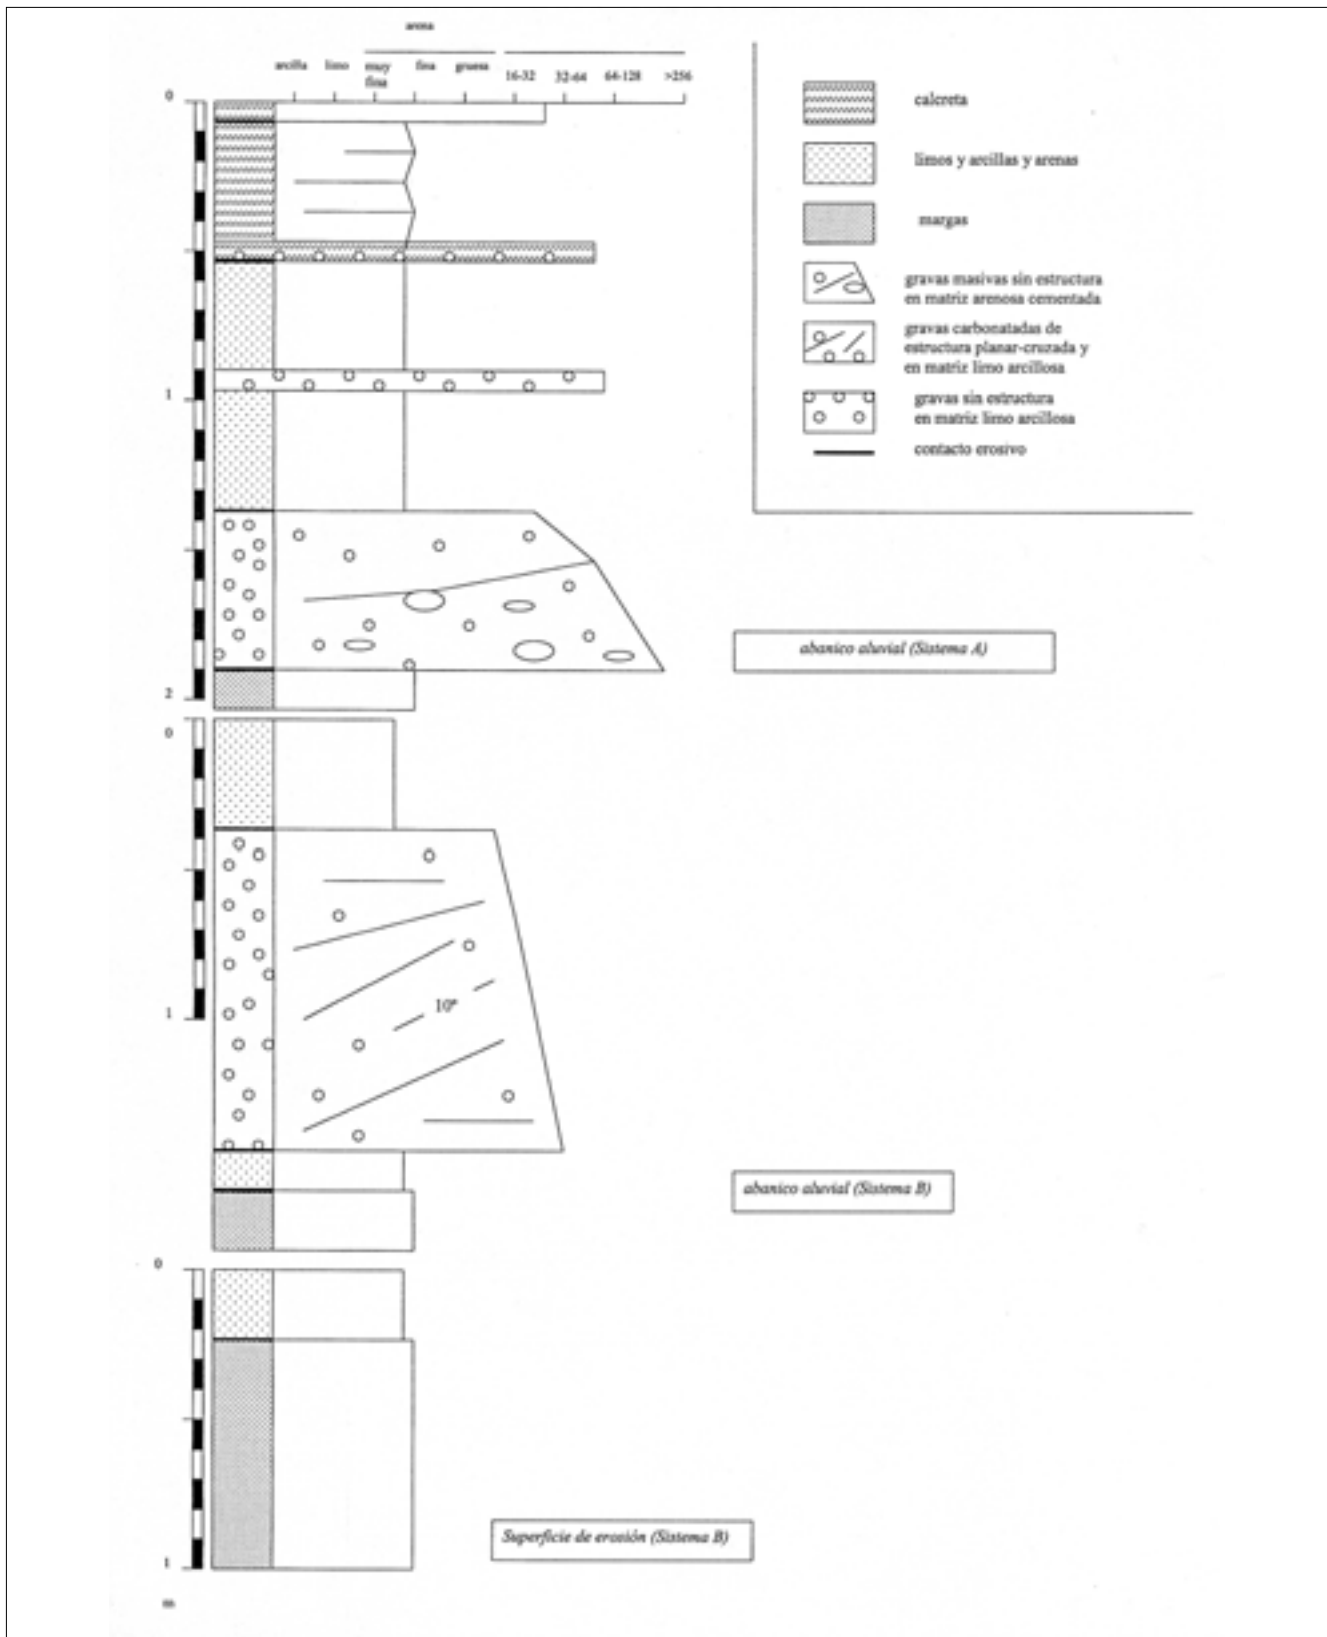 arena
arcilla limo muy fina fina gruesa 16-32 32-64 64-128 >256
0
calcreta
limos y arcillas y arenas
margas
gravas masivas sin estructura
en matriz arenosa cementada
gravas carbonatadas de
estructura planar-cruzada y
en matriz limo arcillosa
gravas sin estructura
en matriz limo arcillosa
contacto erosivo
1
abanico aluvial (Sistema A)
2
0
10º
1
abanico aluvial (Sistema B)
0
Superficie de erosión (Sistema B)
1
m